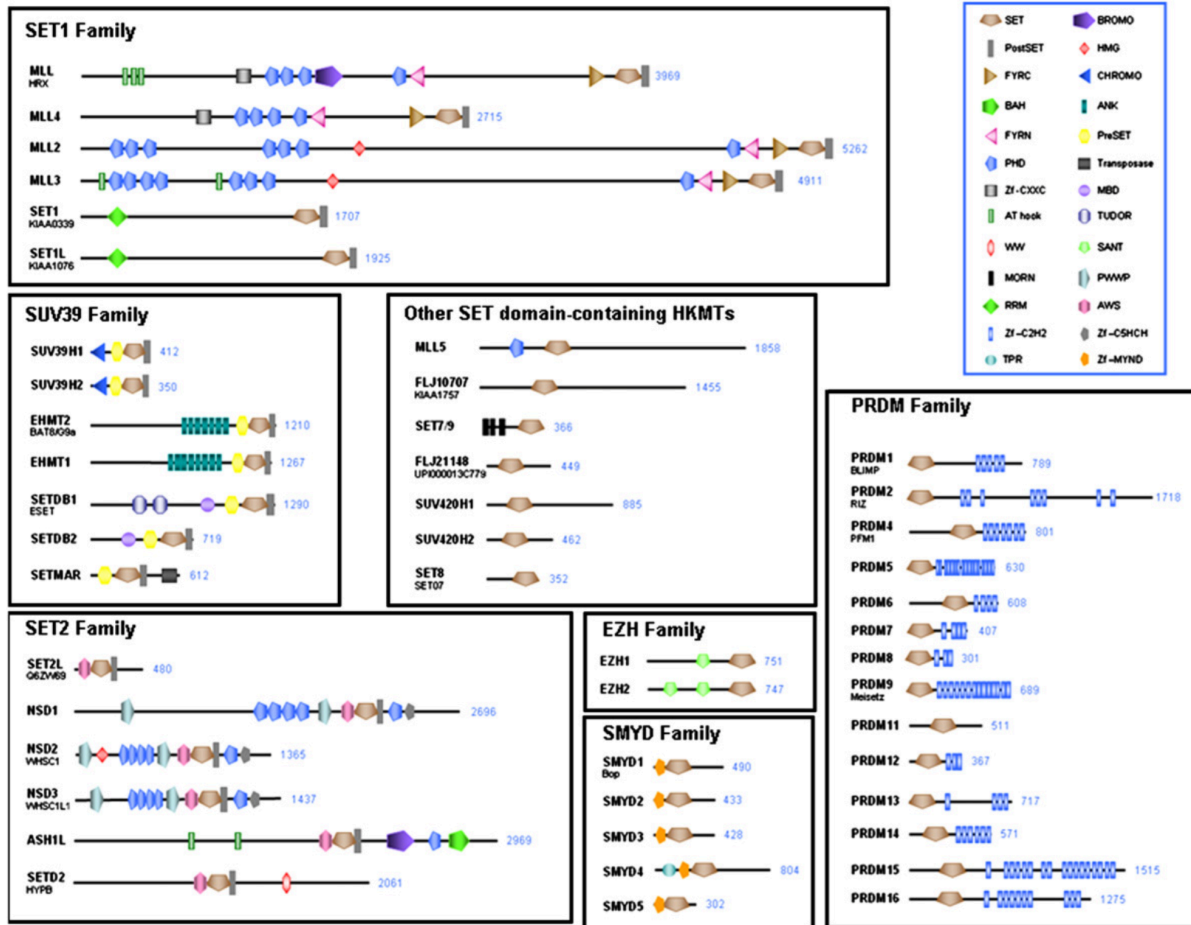 SET1 Family
MLL
HRX
3969
MLL4
2715
MLL2
5262
MLL3
4911
SET1
KIAA0339
1707
SET1L
KIAA1076
1925
SET
BROMO
PostSET
HMG
FYRC
CHROMO
BAH
ANK
FYRN
PreSET
PHD
Transposase
Zf-CXXC
MBD
AT hook
TUDOR
WW
SANT
MORN
PWWP
RRM
AWS
Zf-C2H2
Zf-C5HCH
TPR
Zf-MYND
SUV39 Family
SUV39H1
412
SUV39H2
350
EHMT2
BAT8/G9a
1210
EHMT1
1267
SETDB1
ESET
1290
SETDB2
719
SETMAR
612
Other SET domain-containing HKMTs
MLL5
1858
FLJ10707
KIAA1757
1455
SET7/9
366
FLJ21148
UPI000013C779
449
SUV420H1
885
SUV420H2
462
SET8
SET07
352
PRDM Family
PRDM1
BLIMP
789
PRDM2
RIZ
1718
PRDM4
PFM1
801
PRDM5
630
PRDM6
608
PRDM7
407
PRDM8
301
PRDM9
Meisetz
689
PRDM11
511
PRDM12
367
PRDM13
717
PRDM14
571
PRDM15
1515
PRDM16
1275
SET2 Family
SET2L
Q6ZW69
480
NSD1
2696
NSD2
WHSC1
1365
NSD3
WHSC1L1
1437
ASH1L
2969
SETD2
HYPB
2061
EZH Family
EZH1
751
EZH2
747
SMYD Family
SMYD1
Bop
490
SMYD2
433
SMYD3
428
SMYD4
804
SMYD5
302